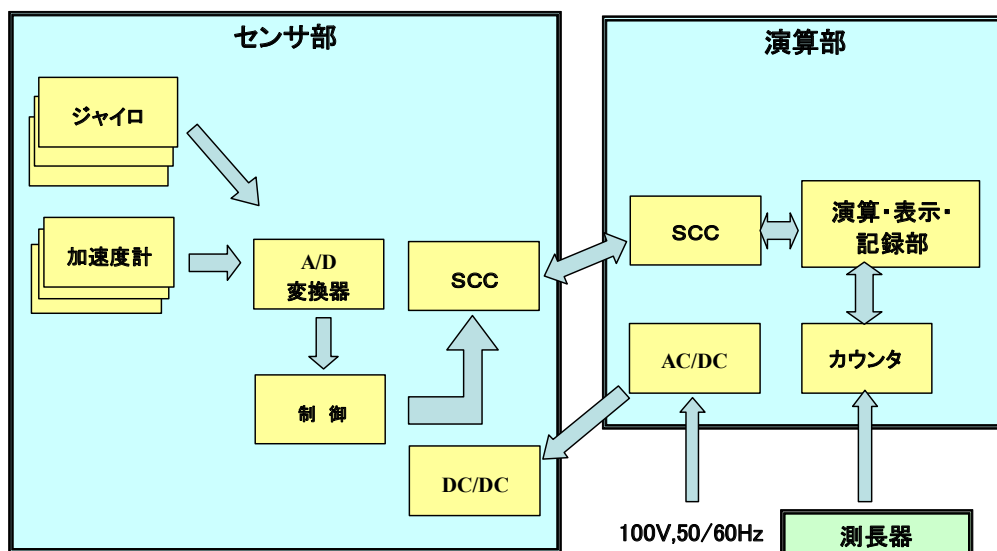 センサ部
ジャイロ
加速度計
A/D
変換器
SCC
制 御
DC/DC
演算部
SCC
演算・表示・
記録部
AC/DC
カウンタ
100V,50/60Hz
測長器